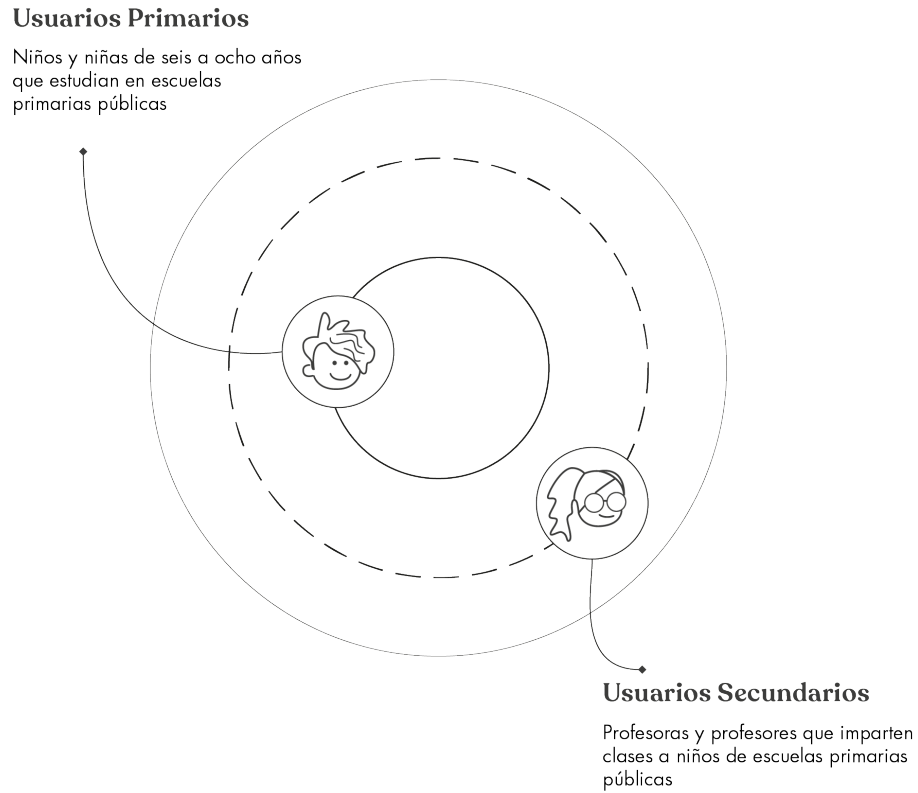 Usuarios Primarios
Niños y niñas de seis a ocho años
que estudian en escuelas
primarias públicas
Usuarios Secundarios
Profesoras y profesores que imparten
clases a niños de escuelas primarias
públicas